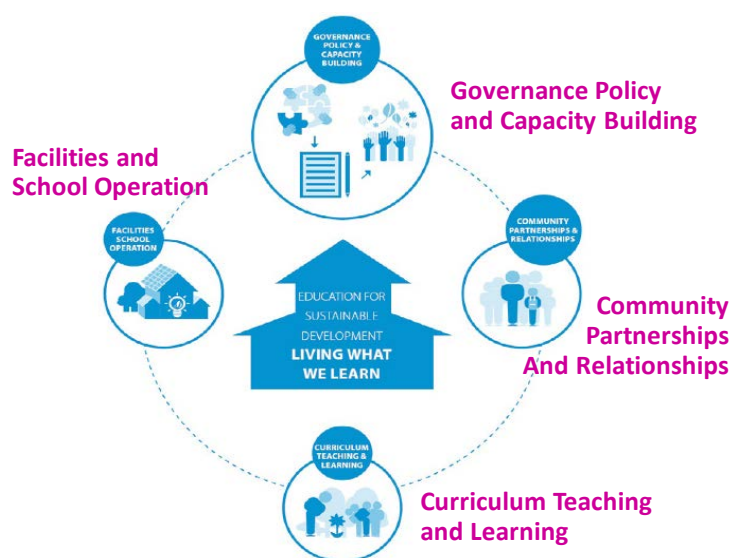 GOVERNANCE
POLICY &
CAPACITY
BUILDING
Governance Policy
and Capacity Building
Facilities and
School Operation
FACILITIES
SCHOOL
OPERATION
COMMUNITY
PARTNERSHIPS &
RELATIONSHIPS
EDUCATION FOR
SUSTAINABLE
DEVELOPMENT
LIVING WHAT
WE LEARN
Community
Partnerships
And Relationships
CURRICULUM
TEACHING &
LEARNING
Curriculum Teaching
and Learning